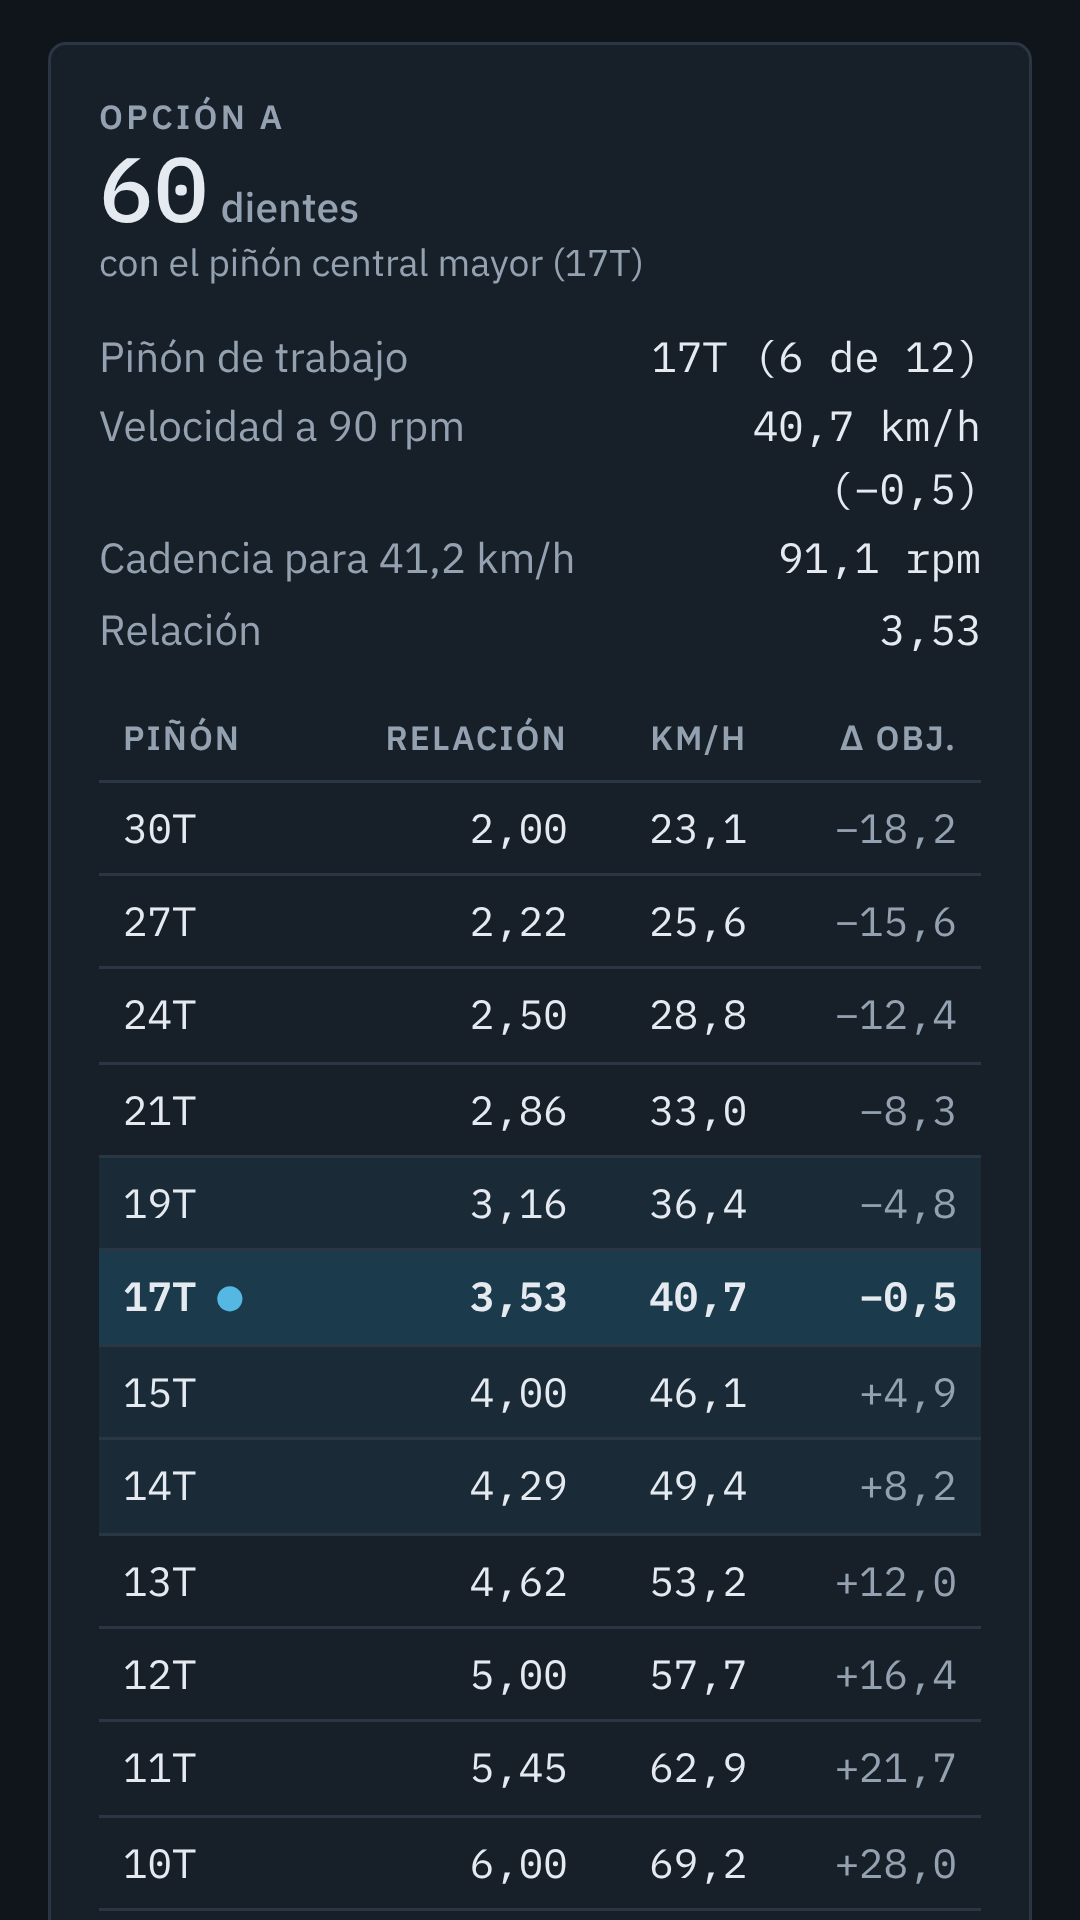 OPCIÓN A
60 dientes
con el piñón central mayor (17T)
Piñón de trabajo 17T (6 de 12)
Velocidad a 90 rpm 40,7 km/h
(−0,5)
Cadencia para 41,2 km/h 91,1 rpm
Relación 3,53
PIÑÓN RELACIÓN KM/H Δ OBJ.
30T 2,00 23,1 −18,2
27T 2,22 25,6 −15,6
24T 2,50 28,8 −12,4
21T 2,86 33,0 −8,3
19T 3,16 36,4 −4,8
17T 3,53 40,7 −0,5
15T 4,00 46,1 +4,9
14T 4,29 49,4 +8,2
13T 4,62 53,2 +12,0
12T 5,00 57,7 +16,4
11T 5,45 62,9 +21,7
10T 6,00 69,2 +28,0